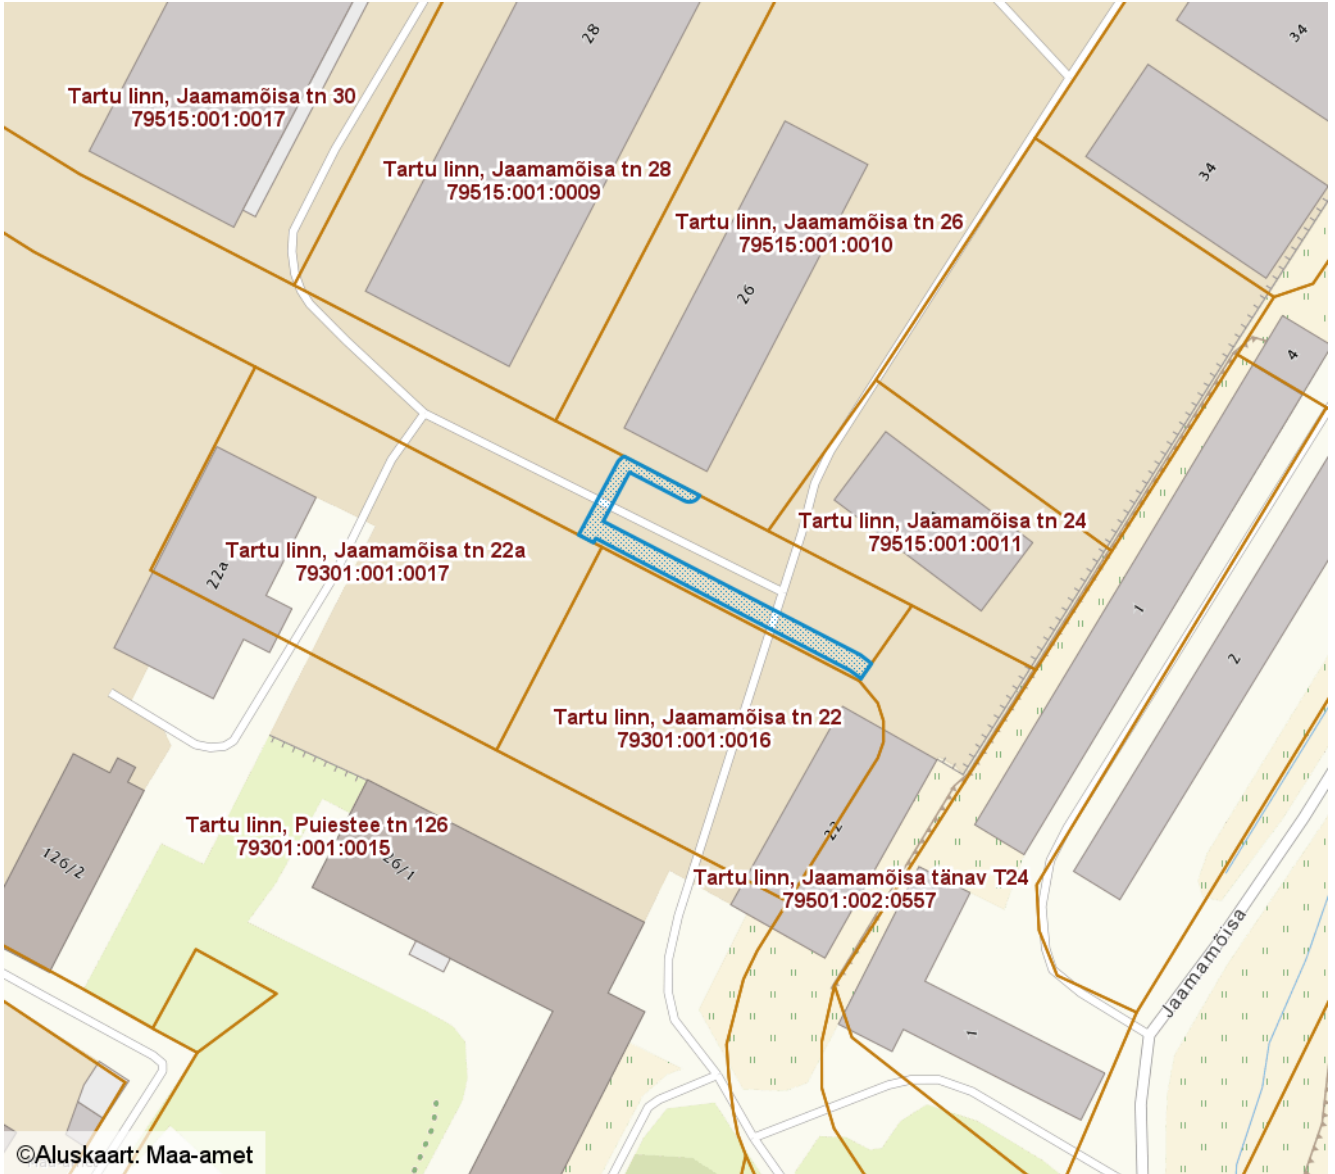 28
34
Tartu linn, Jaamamõisa tn 30
79515:001:0017
Tartu linn, Jaamamõisa tn 28
79515:001:0009
34
Tartu linn, Jaamamõisa tn 26
79515:001:0010
26
4
Tartu linn, Jaamamõisa tn 24
79515:001:0011
Tartu linn, Jaamamõisa tn 22a
79301:001:0017
22a
1
2
Tartu linn, Jaamamõisa tn 22
79301:001:0016
22
Tartu linn, Puiestee tn 126
79301:001:0015
126/2
26/1
Tartu linn, Jaamamõisa tänav T24
79501:002:0557
Jaamamõisa
1
©Aluskaart: Maa-amet